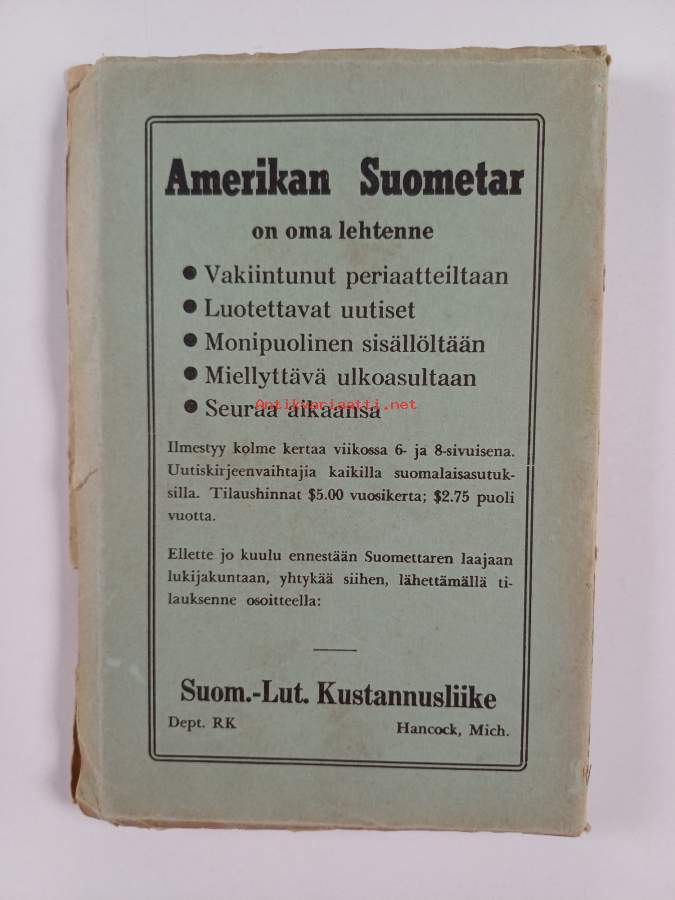 Amerikan Suometar
on oma lehtenne
● Vakiintunut periaatteiltaan
● Luotettavat uutiset
● Monipuolinen sisällöltään
● Miellyttävä ulkoasultaan
● Seuraa aikaansa
Antikvariaatti.net
Ilmestyy kolme kertaa viikossa 6- ja 8-sivuisena.
Uutiskirjeenvaihtajia kaikilla suomalaisasutuk-
silla. Tilaushinnat $5.00 vuosikerta; $2.75 puoli
vuotta.
Ellette jo kuulu ennestään Suomettaren laajaan
lukijakuntaan, yhtykää siihen, lähettämällä ti-
lauksenne osoitteella:
Suom.-Lut. Kustannusliike
Dept. RK Hancock, Mich.